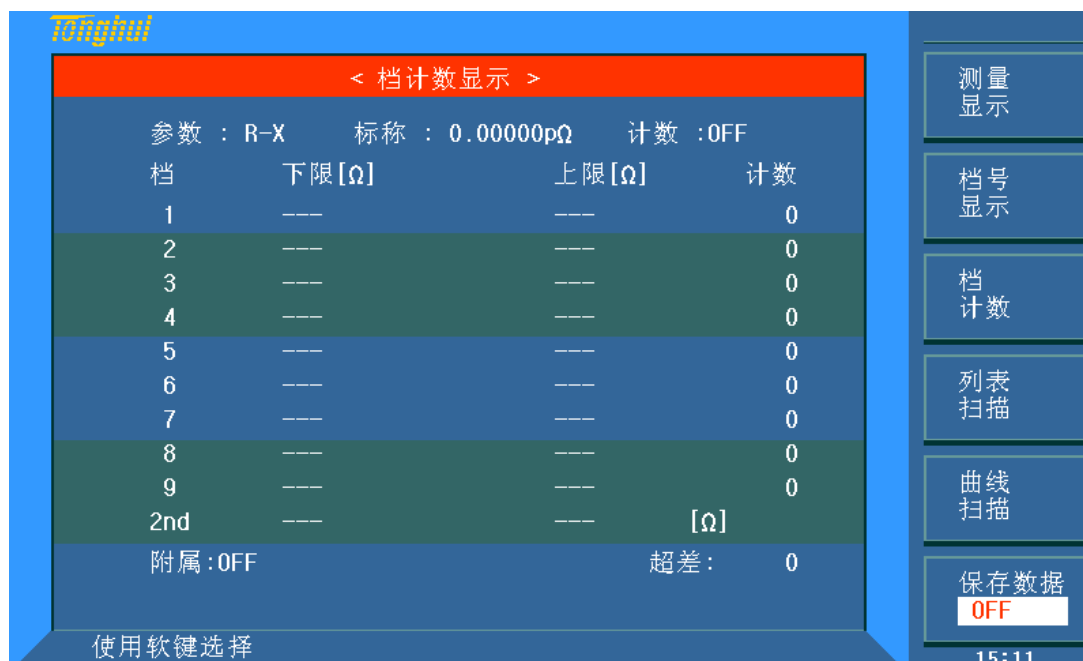 Tonghui
< 档计数显示 >
参数 : R-X 标称 : 0.00000pΩ 计数 :OFF
档 下限[Ω] 上限[Ω] 计数
1 --- --- 0
2 --- --- 0
3 --- --- 0
4 --- --- 0
5 --- --- 0
6 --- --- 0
7 --- --- 0
8 --- --- 0
9 --- --- 0
2nd --- --- [Ω]
附属:OFF 超差: 0
使用软键选择
测量
显示
档号
显示
档
计数
列表
扫描
曲线
扫描
保存数据
OFF
15:11